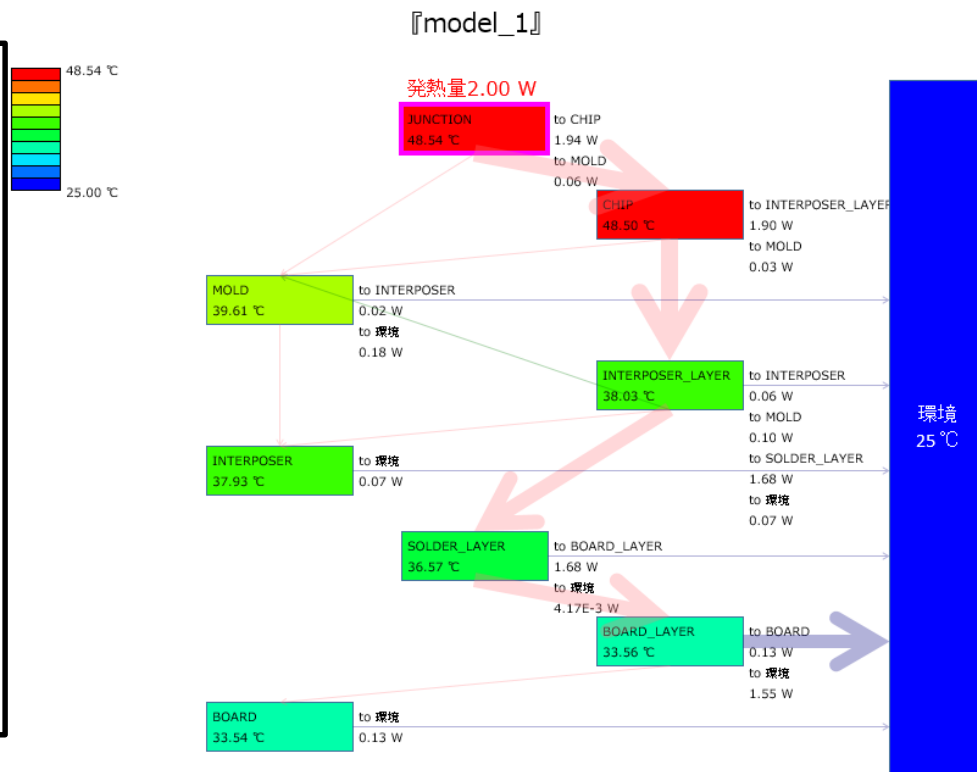 『model_1』
48.54 ℃
25.00 ℃
発熱量2.00 W
JUNCTION
48.54 ℃
to CHIP
1.94 W
to MOLD
0.06 W
CHIP
48.50 ℃
to INTERPOSER_LAYER
1.90 W
to MOLD
0.03 W
MOLD
39.61 ℃
to INTERPOSER
0.02 W
to 環境
0.18 W
INTERPOSER_LAYER
38.03 ℃
to INTERPOSER
0.06 W
to MOLD
0.10 W
to SOLDER_LAYER
1.68 W
to 環境
0.07 W
環境
25 ℃
INTERPOSER
37.93 ℃
to 環境
0.07 W
SOLDER_LAYER
36.57 ℃
to BOARD_LAYER
1.68 W
to 環境
4.17E-3 W
BOARD_LAYER
33.56 ℃
to BOARD
0.13 W
to 環境
1.55 W
BOARD
33.54 ℃
to 環境
0.13 W